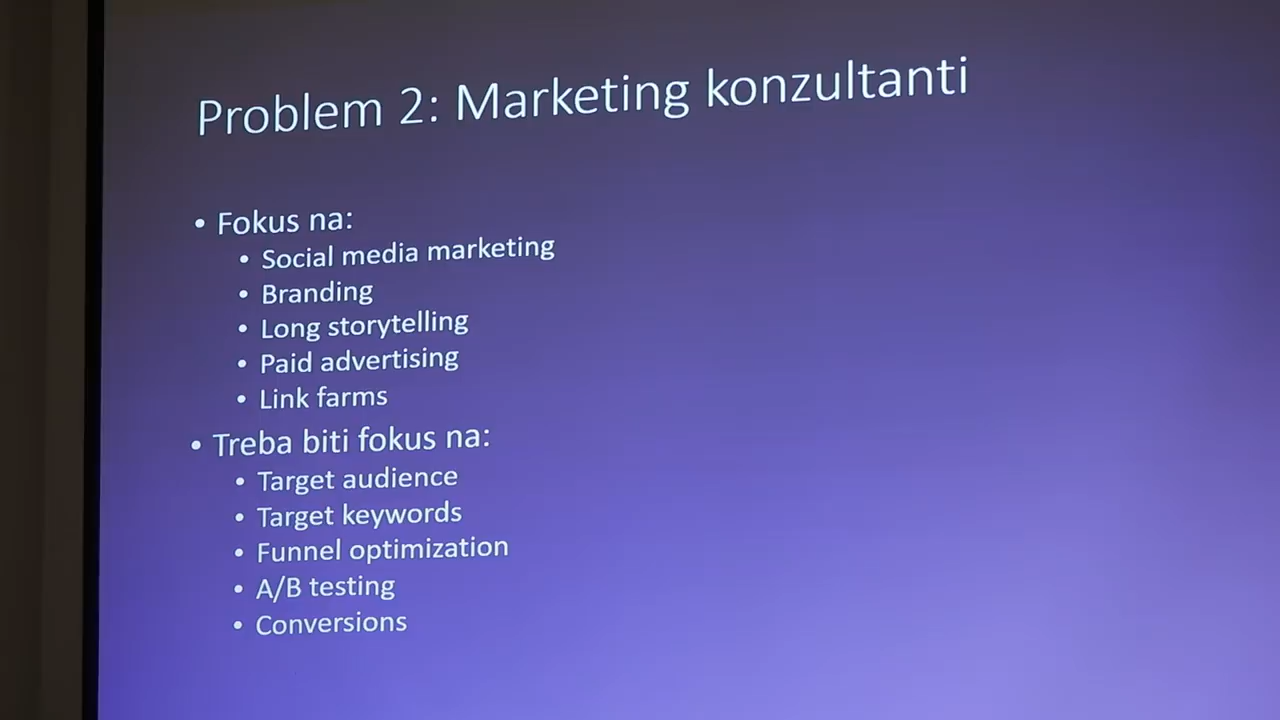 Problem 2: Marketing konzultanti
• Fokus na:
• Social media marketing
• Branding
• Long storytelling
• Paid advertising
• Link farms
• Treba biti fokus na:
• Target audience
• Target keywords
• Funnel optimization
• A/B testing
• Conversions